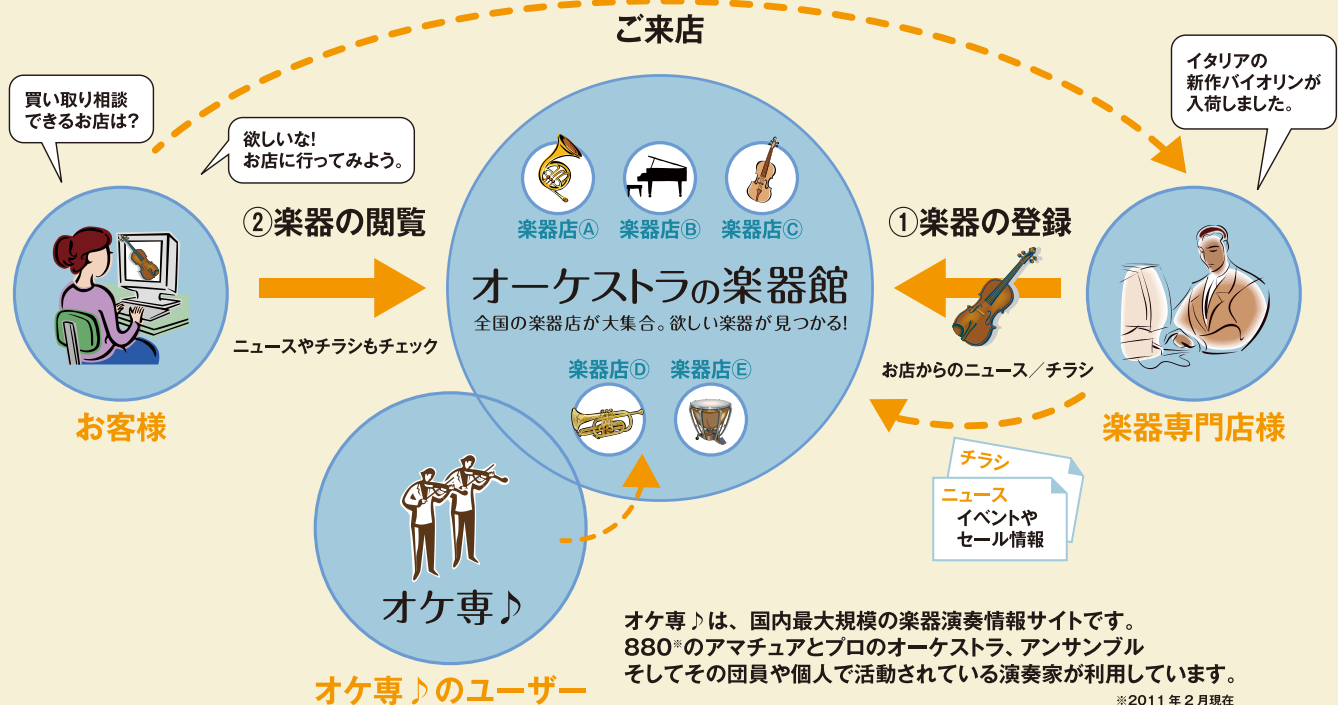 ご来店
買い取り相談
できるお店は?
欲しいな!
お店に行ってみよう。
イタリアの
新作バイオリンが
入荷しました。
②楽器の閲覧
ニュースやチラシもチェック
お客様
楽器店Ⓐ
楽器店Ⓑ
楽器店Ⓒ
オーケストラの楽器館
全国の楽器店が大集合。欲しい楽器が見つかる!
楽器店Ⓓ
楽器店Ⓔ
①楽器の登録
お店からのニュース／チラシ
楽器専門店様
チラシ
ニュース
イベントや
セール情報
オケ専♪
オケ専♪のユーザー
オケ専♪は、国内最大規模の楽器演奏情報サイトです。
880※のアマチュアとプロのオーケストラ、アンサンブル
そしてその団員や個人で活動されている演奏家が利用しています。
※2011年2月現在